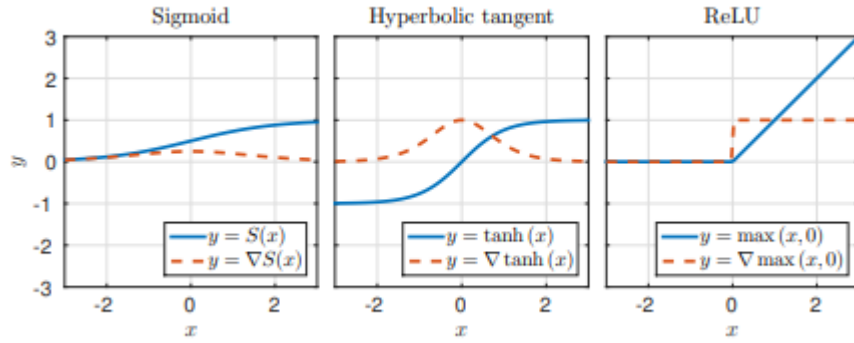 Sigmoid
Hyperbolic tangent
ReLU
3
2
1
0
-1
-2
-3
y
y = S(x)
y = ∇S(x)
y = tanh (x)
y = ∇ tanh (x)
y = max (x, 0)
y = ∇ max (x, 0)
-2 0 2
-2 0 2
-2 0 2
x
x
x